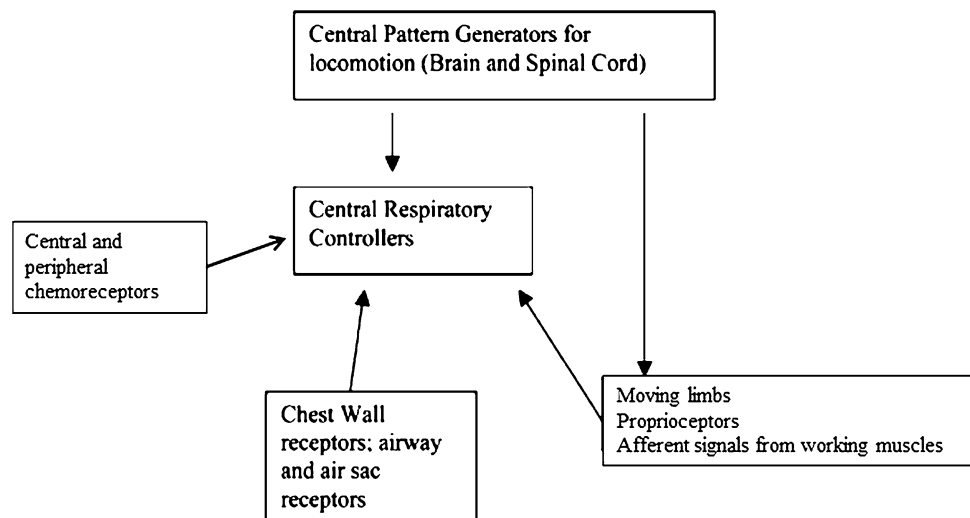 Central Pattern Generators for
locomotion (Brain and Spinal Cord)
Central Respiratory
Controllers
Central and
peripheral
chemoreceptors
Chest Wall
receptors; airway
and air sac
receptors
Moving limbs
Proprioceptors
Afferent signals from working muscles